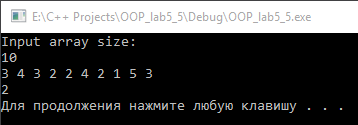 E:\C++ Projects\OOP_lab5_5\Debug\OOP_lab5_5.exe
Input array size:
10
3 4 3 2 2 4 2 1 5 3
2
Для продолжения нажмите любую клавишу . . .